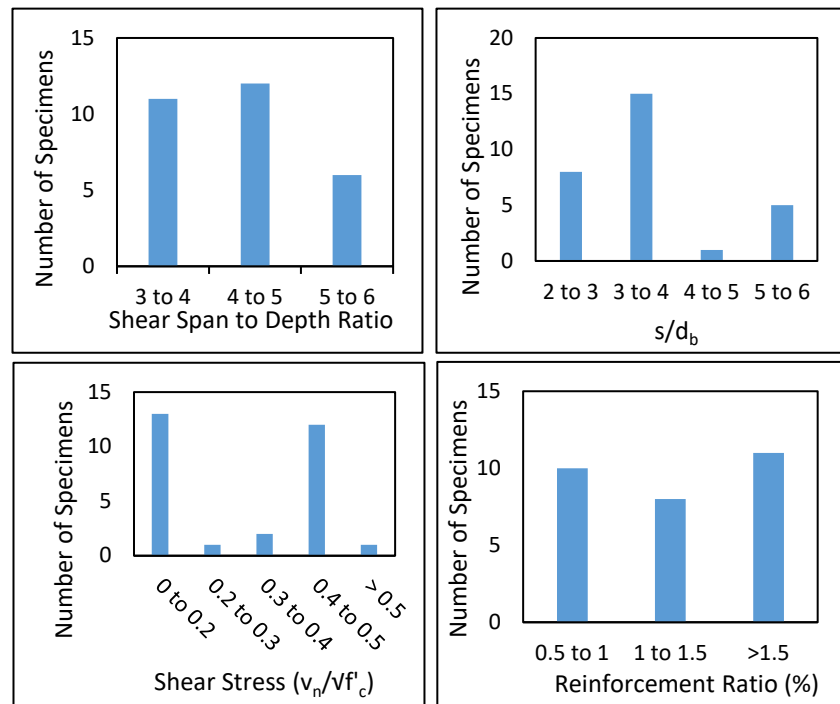 Number of Specimens
15
10
5
0
3 to 4 4 to 5 5 to 6
Shear Span to Depth Ratio
Number of Specimens
20
15
10
5
0
2 to 3 3 to 4 4 to 5 5 to 6
s/d_b
Number of Specimens
15
10
5
0
0 to 0.2 0.2 to 0.3 0.3 to 0.4 0.4 to 0.5 > 0.5
Shear Stress (v_n/√f'_c)
Number of Specimens
15
10
5
0
0.5 to 1 1 to 1.5 >1.5
Reinforcement Ratio (%)